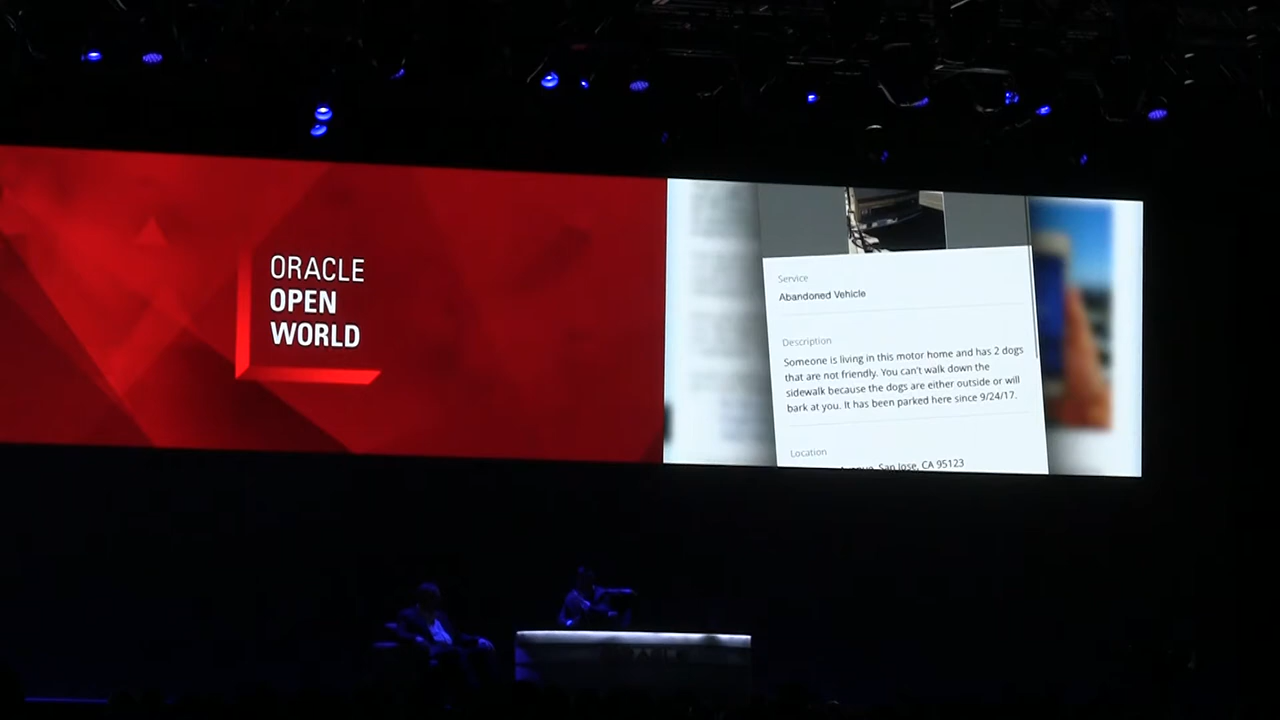 ORACLE
OPEN
WORLD
Service
Abandoned Vehicle
Description
Someone is living in this motor home and has 2 dogs
that are not friendly. You can't walk down the
sidewalk because the dogs are either outside or will
bark at you. It has been parked here since 9/24/17.
Location
San Jose, CA 95123